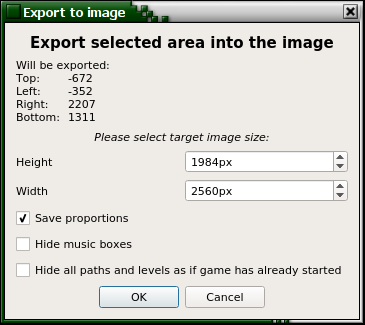 Export to image
Export selected area into the image
Will be exported:
Top: -672
Left: -352
Right: 2207
Bottom: 1311
Please select target image size:
Height 1984px
Width 2560px
Save proportions
Hide music boxes
Hide all paths and levels as if game has already started
OK Cancel